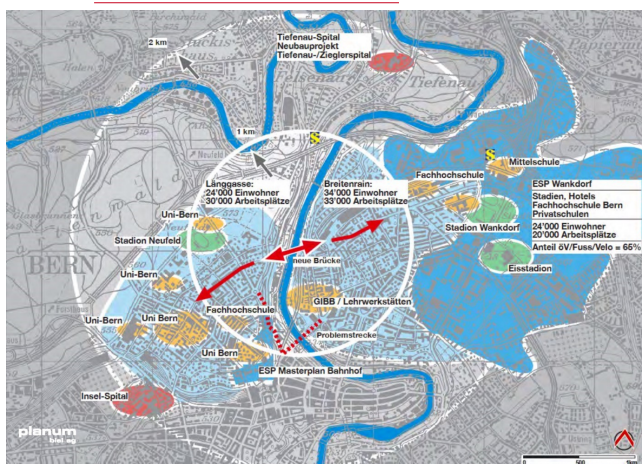 2 km
Tiefenau-Spital
Neubauprojekt
Tiefenau-/Zieglerspital
Tiefenau
1 km
Neufeld
Länggasse:
24'000 Einwohner
30'000 Arbeitsplätze
Breitenrain:
34'000 Einwohner
33'000 Arbeitsplätze
Mittelschule
Fachhochschule
ESP Wankdorf
Stadien, Hotels
Fachhochschule Bern
Privatschulen
24'000 Einwohner
20'000 Arbeitsplätze
Anteil öV/Fuss/Velo = 65%
Uni-Bern
Stadion Neufeld
Stadion Wankdorf
Eisstadion
neue Brücke
BERN
Uni-Bern
GIBB / Lehrwerkstätten
Fachhochschule
Uni-Bern
Uni Bern
Problemstrecke
Uni Bern
ESP Masterplan Bahnhof
Insel-Spital
planum
biel ag
0
500
1km